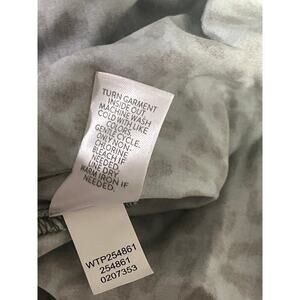 TURN GARMENT
INSIDE OUT.
MACHINE WASH
COLD WITH LIKE
COLORS.
GENTLE CYCLE.
ONLY NON-
CHLORINE
BLEACH IF
NEEDED.
LINE DRY.
WARM IRON IF
NEEDED.
WTP254861
254861
0207353